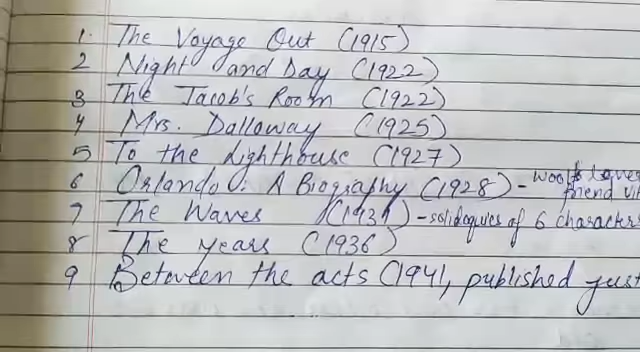 1. The Voyage Out (1915)
2 Night and Day (1922)
3 The Jacob's Room (1922)
4 Mrs. Dalloway (1925)
5 To the Lighthouse (1927)
6 Orlando: A Biography (1928) - Woolf's
friend
7 The Waves (1931) - soliloquies of 6 characters
8 The years (1936)
9 Between the acts (1941, published just